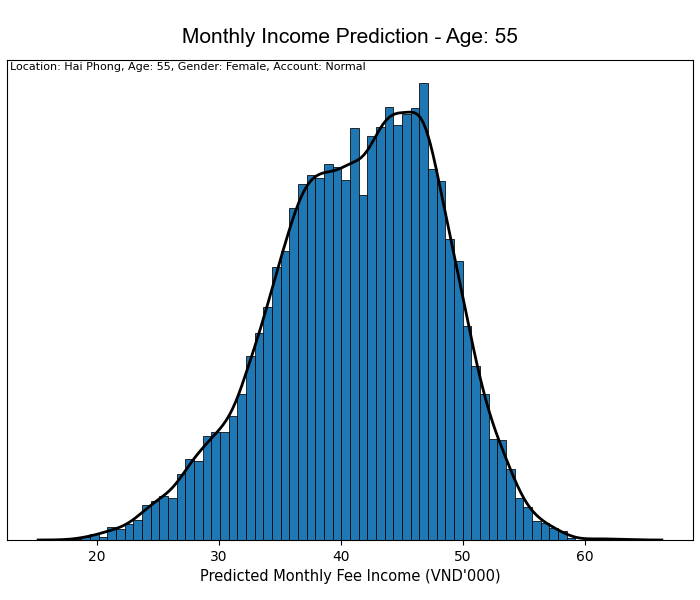 Monthly Income Prediction - Age: 55
Location: Hai Phong, Age: 55, Gender: Female, Account: Normal
20 30 40 50 60
Predicted Monthly Fee Income (VND'000)